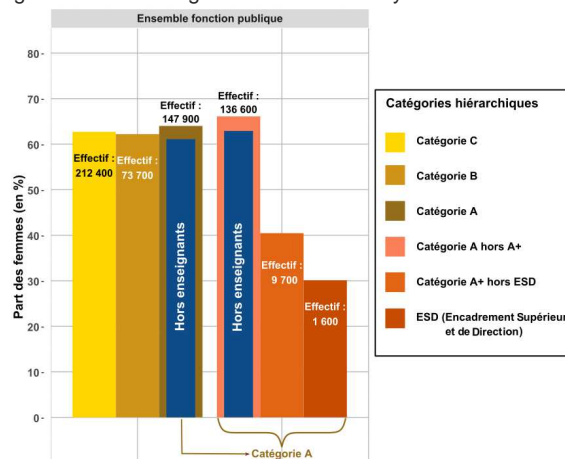 Ensemble fonction publique
Part des femmes (en %)
80-
70-
60-
50-
40-
30-
20-
10-
0-
Effectif :
212 400
Effectif :
73 700
Effectif :
147 900
Hors enseignants
Effectif :
136 600
Hors enseignants
Effectif :
9 700
Effectif :
1 600
Catégorie A
Catégories hiérarchiques
Catégorie C
Catégorie B
Catégorie A
Catégorie A hors A+
Catégorie A+ hors ESD
ESD (Encadrement Supérieur
et de Direction)